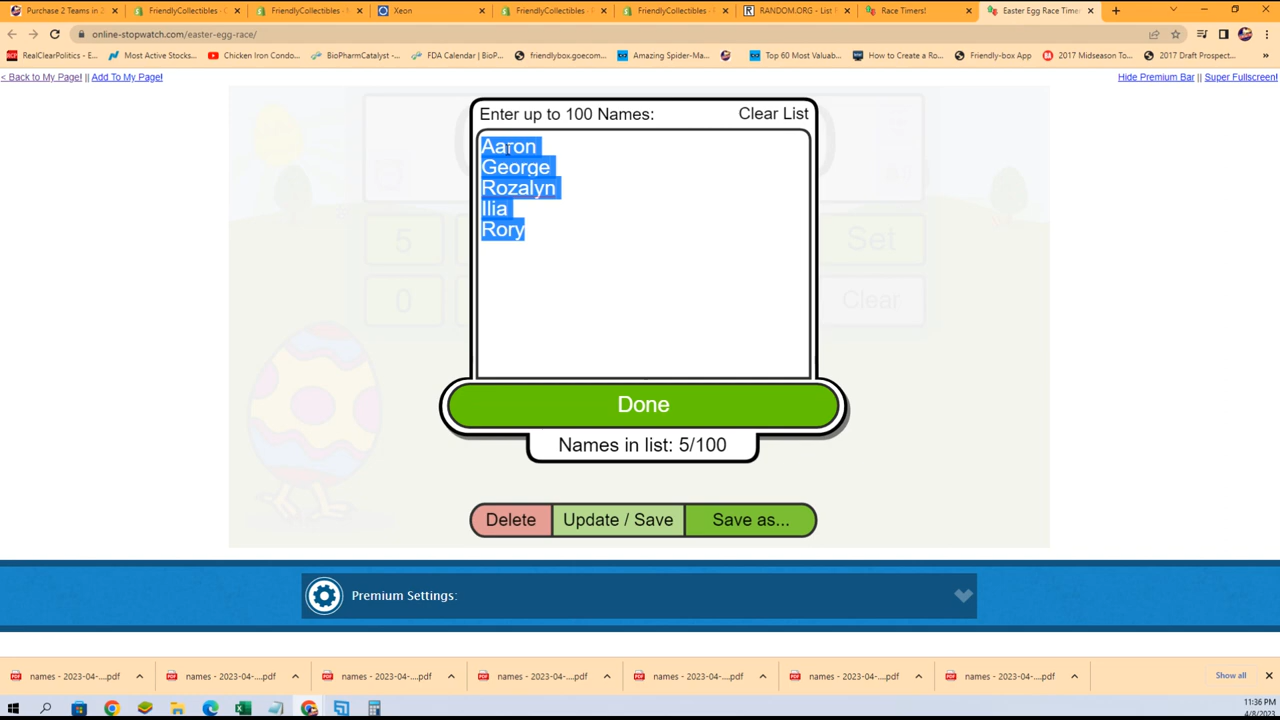 Purchase 2 Teams in 2
FriendlyCollectibles -
FriendlyCollectibles -
Xeon
FriendlyCollectibles -
FriendlyCollectibles -
RANDOM.ORG - List
Race Timers!
Easter Egg Race Timer
online-stopwatch.com/easter-egg-race/
RealClearPolitics - E...
Most Active Stocks...
Chicken Iron Condo...
BioPharmCatalyst -...
FDA Calendar | BioP...
friendlybox.goecom...
Amazing Spider-Ma...
Top 60 Most Valuab...
How to Create a Ro...
Friendly-box App
2017 Midseason To...
2017 Draft Prospect...
< Back to My Page! || Add To My Page!
Hide Premium Bar || Super Fullscreen!
Enter up to 100 Names:
Clear List
Aaron
George
Rozalyn
Ilia
Rory
5
Set
0
Clear
Done
Names in list: 5/100
Delete
Update / Save
Save as...
Premium Settings:
names - 2023-04-....pdf
names - 2023-04-....pdf
names - 2023-04-....pdf
names - 2023-04-....pdf
names - 2023-04-....pdf
names - 2023-04-....pdf
names - 2023-04-....pdf
Show all
11:36 PM
4/8/2023